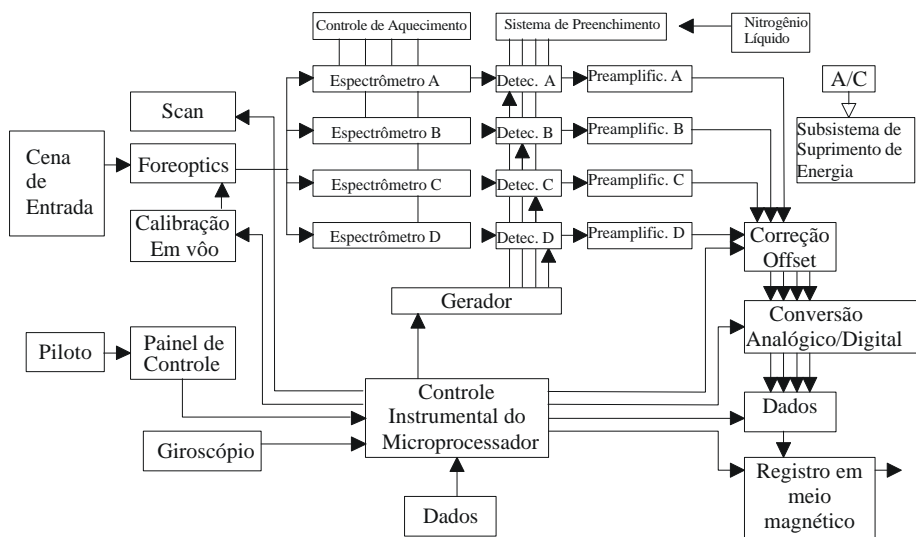 Controle de Aquecimento
Sistema de Preenchimento
Nitrogênio
Líquido
Espectrômetro A
Detec. A
Preamplific. A
A/C
Scan
Espectrômetro B
Detec. B
Preamplific. B
Subsistema de
Suprimento de
Energia
Cena
de
Entrada
Foreoptics
Espectrômetro C
Detec. C
Preamplific. C
Calibração
Em vôo
Espectrômetro D
Detec. D
Preamplific. D
Correção
Offset
Gerador
Conversão
Analógico/Digital
Piloto
Painel de
Controle
Controle
Instrumental do
Microprocessador
Dados
Giroscópio
Registro em
meio
magnético
Dados